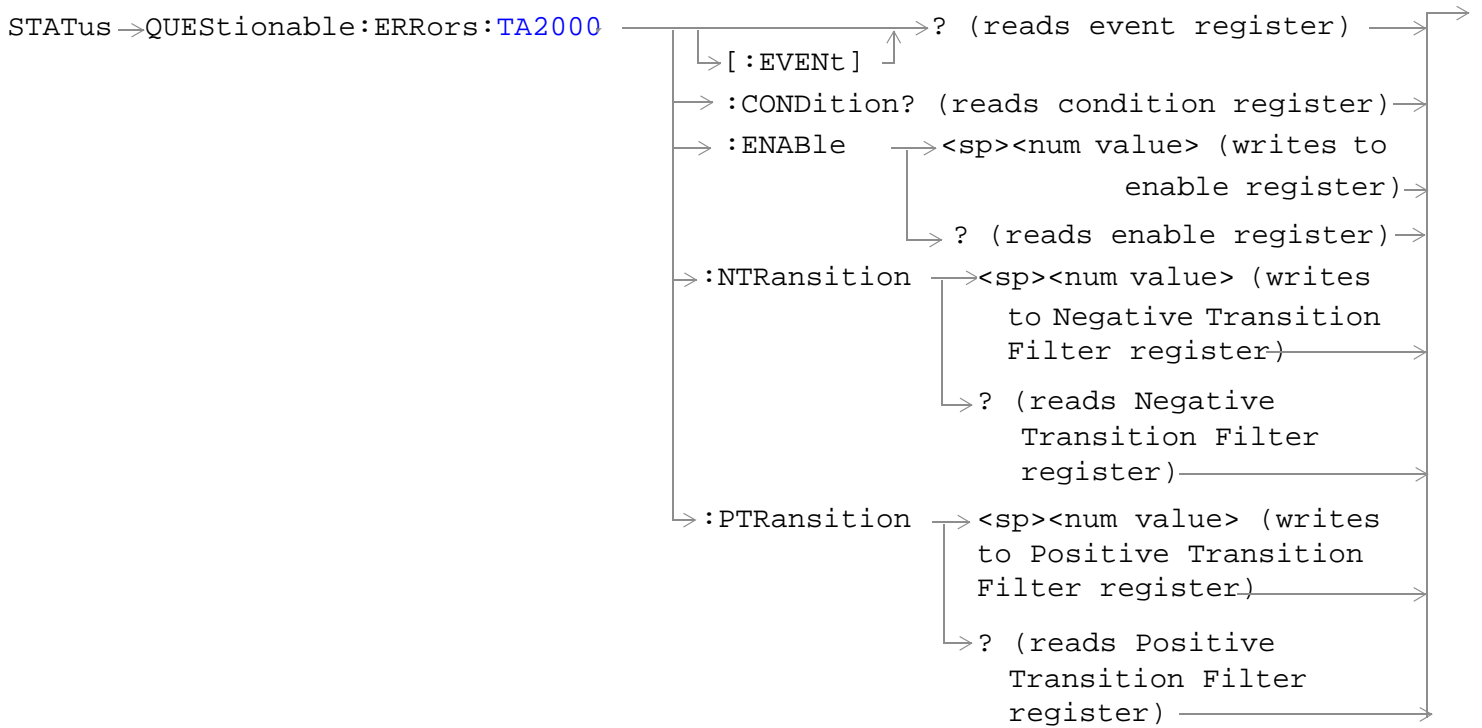 STATus QUEStionable:ERRors:TA2000 ? (reads event register)
[:EVENt]
:CONDition? (reads condition register)
:ENABle <sp><num value> (writes to
enable register)
? (reads enable register)
:NTRansition <sp><num value> (writes
to Negative Transition
Filter register)
? (reads Negative
Transition Filter
register)
:PTRansition <sp><num value> (writes
to Positive Transition
Filter register)
? (reads Positive
Transition Filter
register)